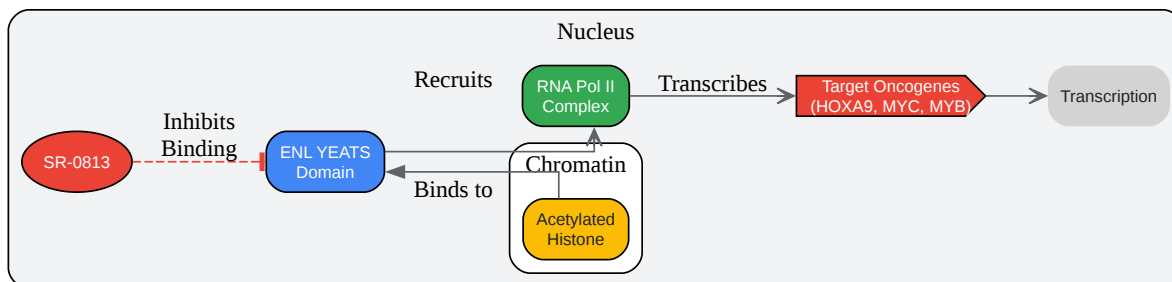 Nucleus
Recruits
RNA Pol II
Complex
Transcribes
Target Oncogenes
(HOXA9, MYC, MYB)
Transcription
Inhibits
Binding
SR-0813
ENL YEATS
Domain
Chromatin
Binds to
Acetylated
Histone